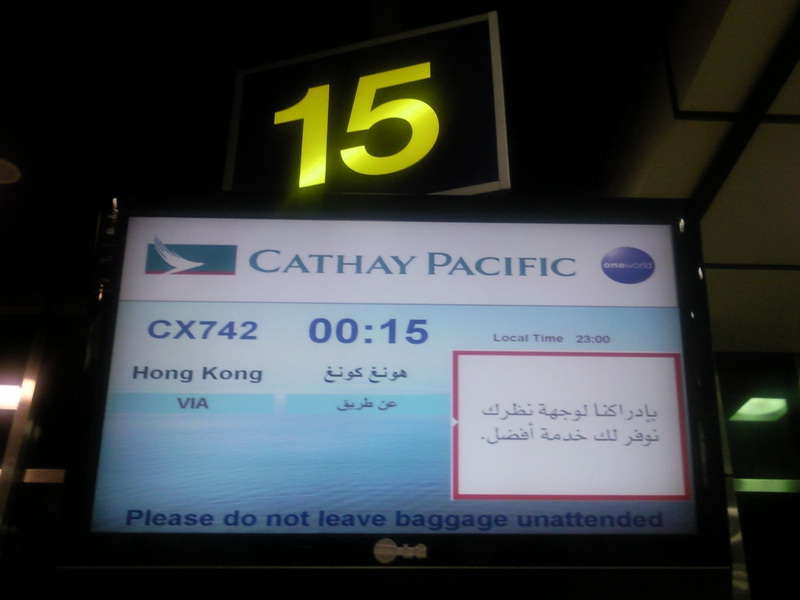 15
CATHAY PACIFIC
oneworld
CX742 00:15
Local Time 23:00
Hong Kong هونغ كونغ
VIA عن طريق
بإدراكنا لوجهة نظرك
نوفر لك خدمة أفضل.
Please do not leave baggage unattended
LG